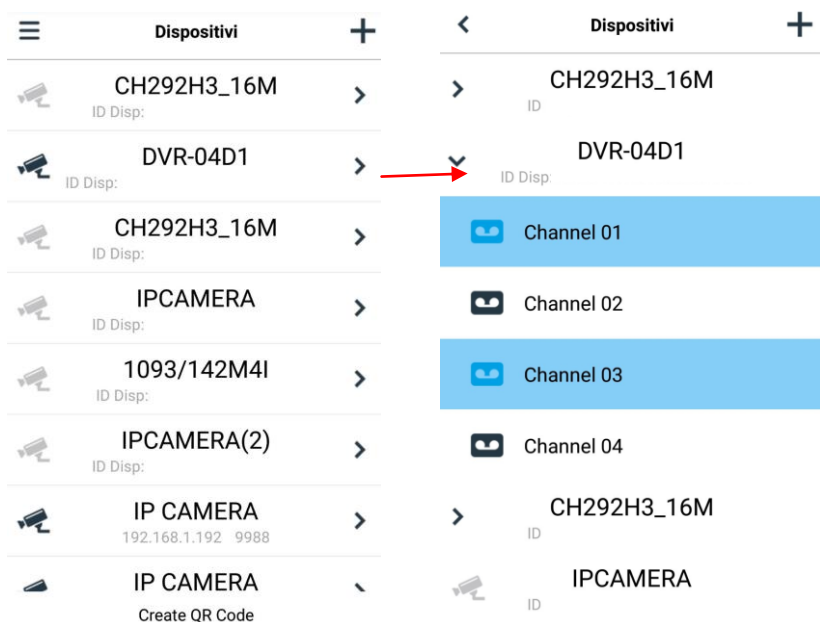 Dispositivi
CH292H3_16M
ID Disp:
DVR-04D1
ID Disp:
CH292H3_16M
ID Disp:
IPCAMERA
ID Disp:
1093/142M4I
ID Disp:
IPCAMERA(2)
ID Disp:
IP CAMERA
192.168.1.192 9988
IP CAMERA
Create QR Code
Dispositivi
CH292H3_16M
ID
DVR-04D1
ID Disp:
Channel 01
Channel 02
Channel 03
Channel 04
CH292H3_16M
ID
IPCAMERA
ID